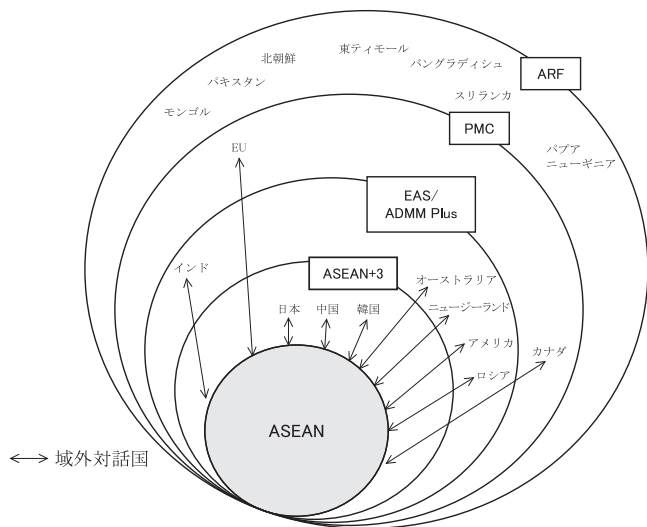 北朝鮮
東ティモール
バングラディシュ
ARF
パキスタン
スリランカ
モンゴル
PMC
EU
パプア
ニューギニア
EAS/
ADMM Plus
インド
ASEAN+3
オーストラリア
日本
中国
韓国
ニュージーランド
アメリカ
カナダ
ロシア
ASEAN
域外対話国